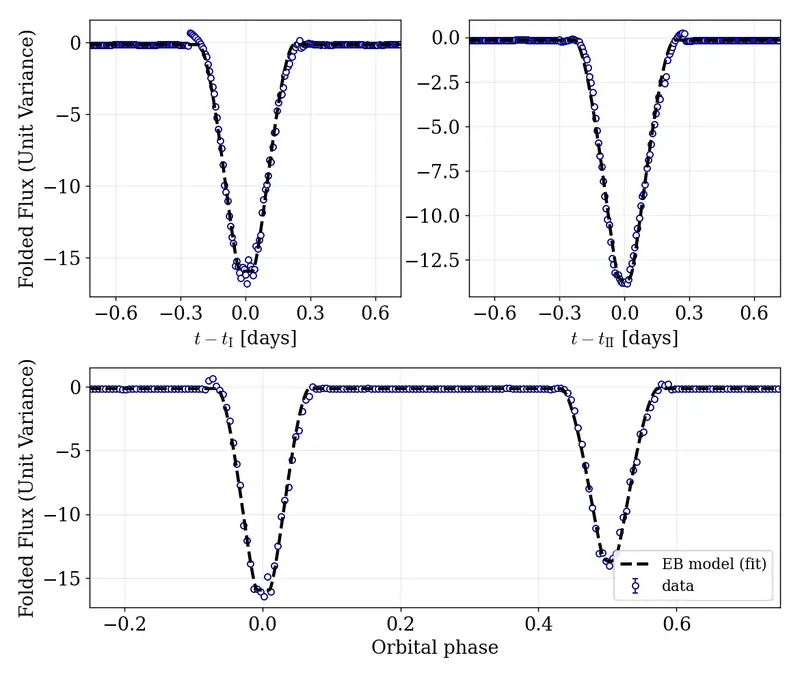 Folded Flux (Unit Variance)
0
−5
−10
−15
−0.6 −0.3 0.0 0.3 0.6
t − tI [days]
0.0
−2.5
−5.0
−7.5
−10.0
−12.5
−0.6 −0.3 0.0 0.3 0.6
t − tII [days]
Folded Flux (Unit Variance)
0
−5
−10
−15
EB model (fit)
data
−0.2 0.0 0.2 0.4 0.6
Orbital phase